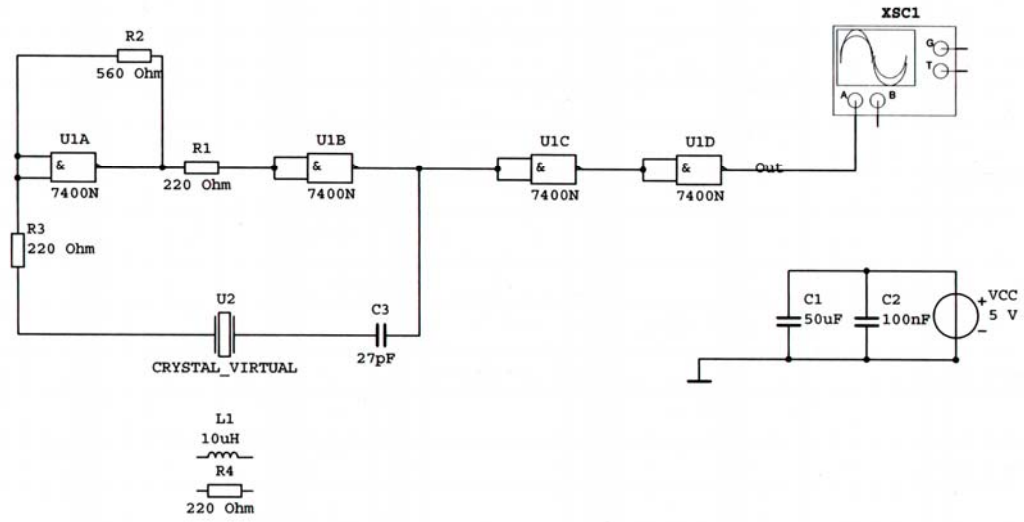 XSC1
G
T
A
B
R2
560 Ohm
U1A
&
7400N
R1
220 Ohm
U1B
&
7400N
U1C
&
7400N
U1D
&
7400N
Out
R3
220 Ohm
U2
CRYSTAL_VIRTUAL
C3
27pF
C1
50uF
C2
100nF
+
VCC
5 V
−
L1
10uH
R4
220 Ohm